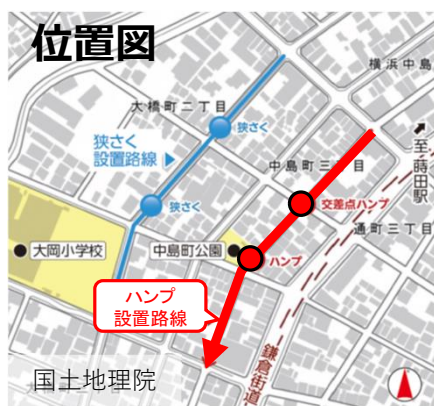 位置図
横浜中島
大橋町二丁目
狭さく
狭さく
設置路線
中島町三丁目
至蒔田駅
狭さく
交差点ハンプ
通町三丁目
大岡小学校
中島町公園
ハンプ
ハンプ
設置路線
鎌倉街道
国土地理院